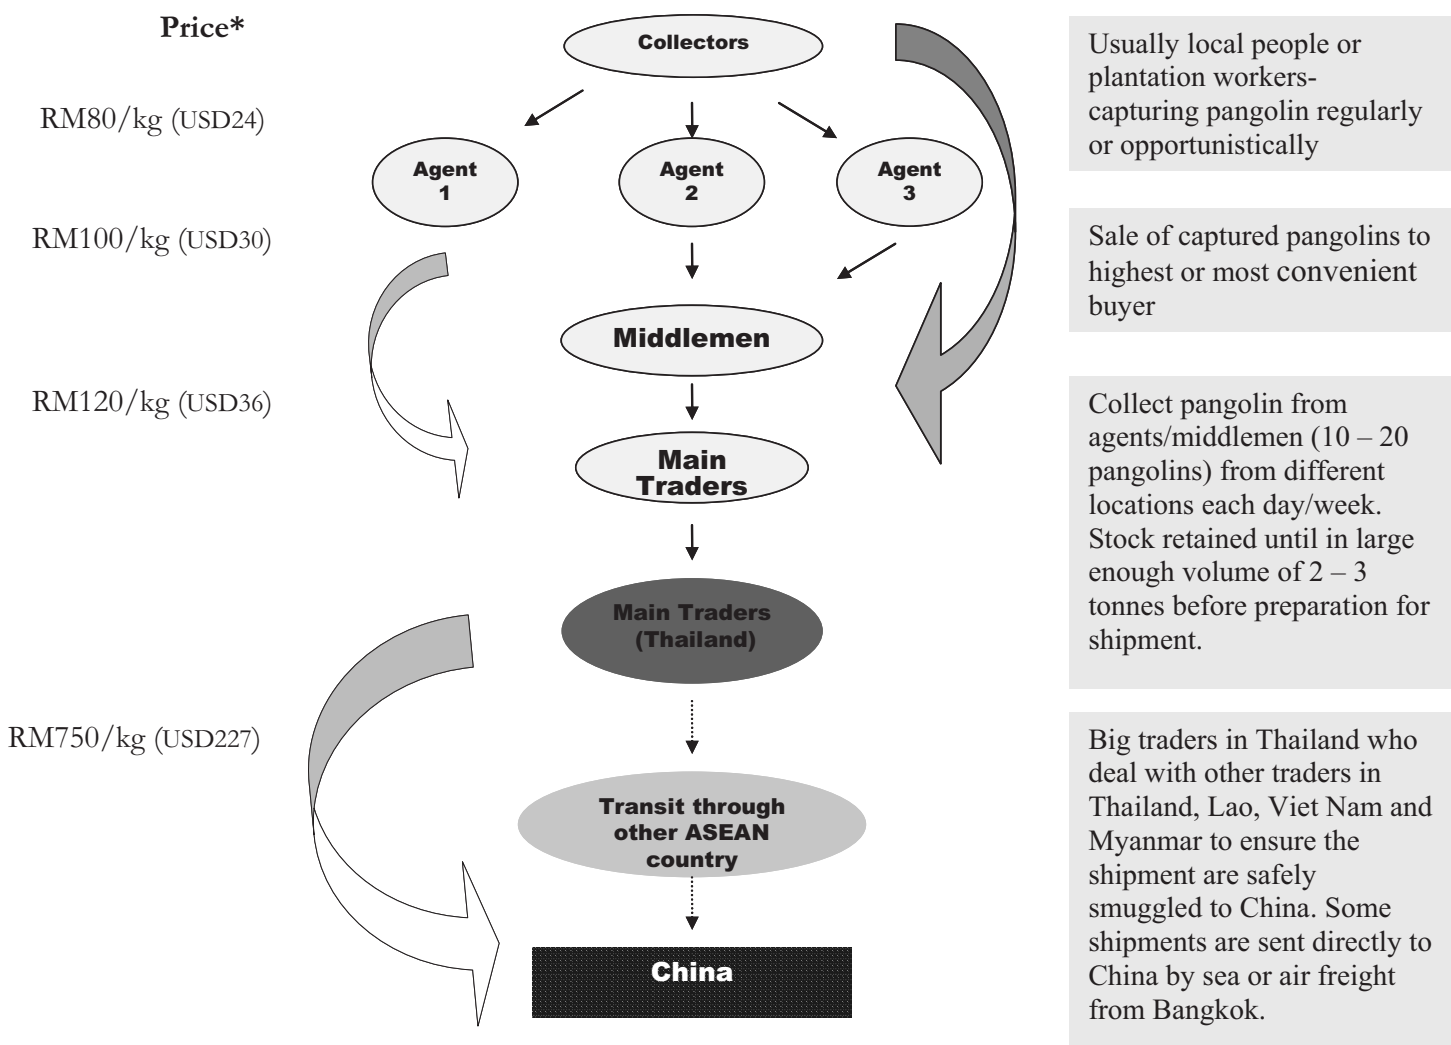 Price*
RM80/kg (USD24)
RM100/kg (USD30)
RM120/kg (USD36)
RM750/kg (USD227)
Collectors
Agent
1
Agent
2
Agent
3
Middlemen
Main
Traders
Main Traders
(Thailand)
Transit through
other ASEAN
country
China
Usually local people or
plantation workers-
capturing pangolin regularly
or opportunistically
Sale of captured pangolins to
highest or most convenient
buyer
Collect pangolin from
agents/middlemen (10 – 20
pangolins) from different
locations each day/week.
Stock retained until in large
enough volume of 2 – 3
tonnes before preparation for
shipment.
Big traders in Thailand who
deal with other traders in
Thailand, Lao, Viet Nam and
Myanmar to ensure the
shipment are safely
smuggled to China. Some
shipments are sent directly to
China by sea or air freight
from Bangkok.